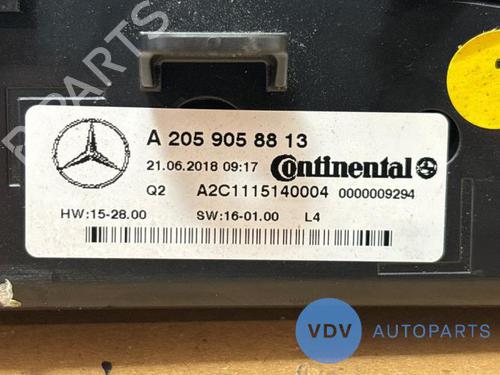 A 205 905 88 13
21.06.2018 09:17 Continental
Q2 A2C1115140004 0000009294
HW:15-28.00 SW:16-01.00 L4
VDV AUTOPARTS